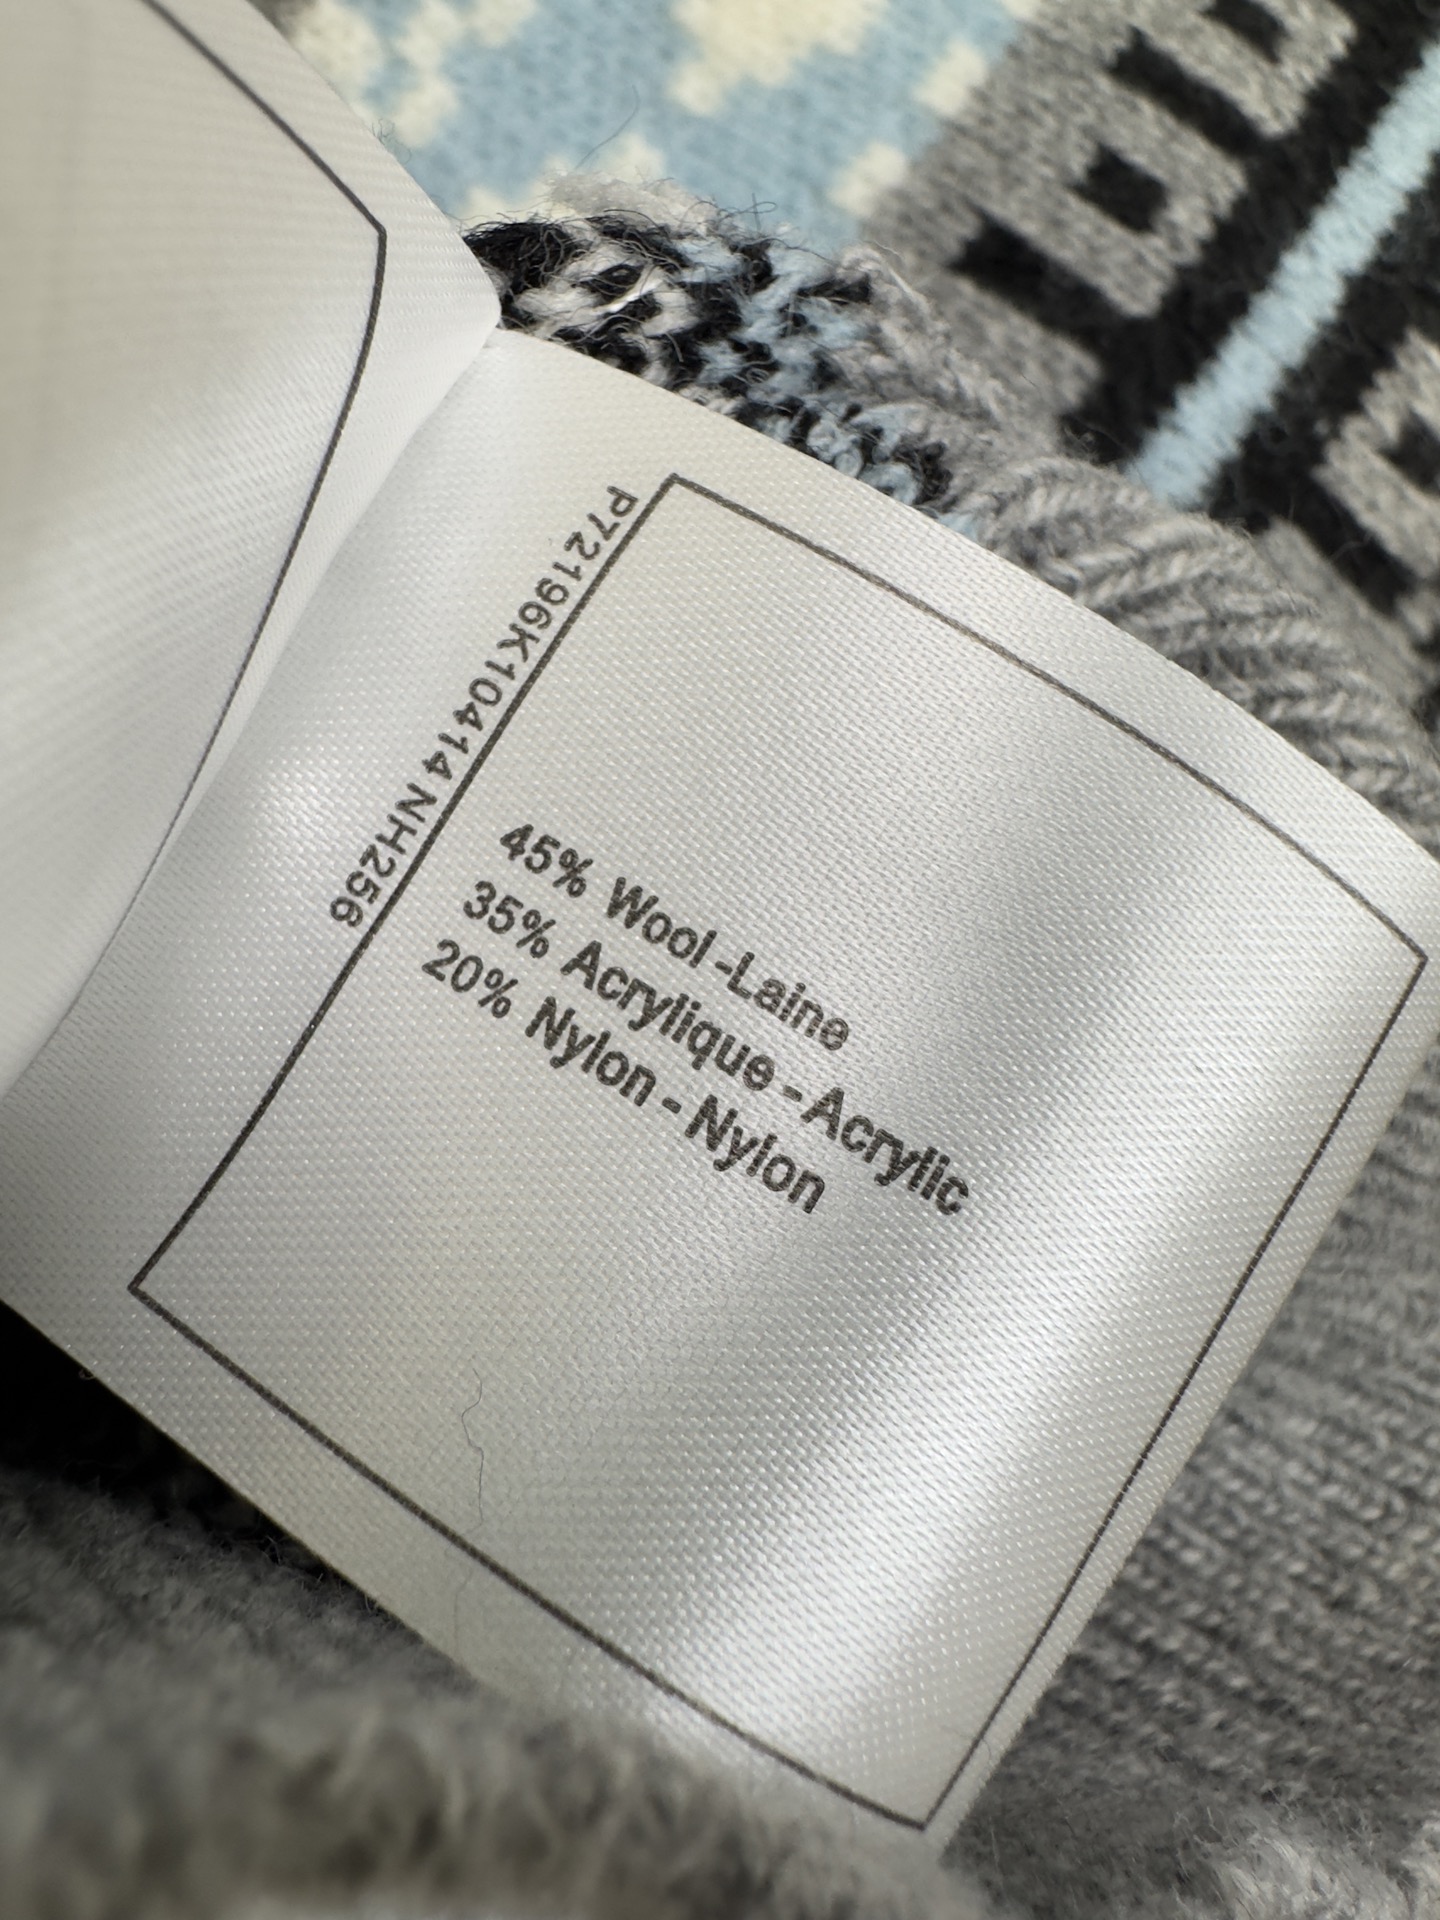 P72196K10414 NH256
45% Wool-Laine
35% Acrylique - Acrylic
20% Nylon - Nylon